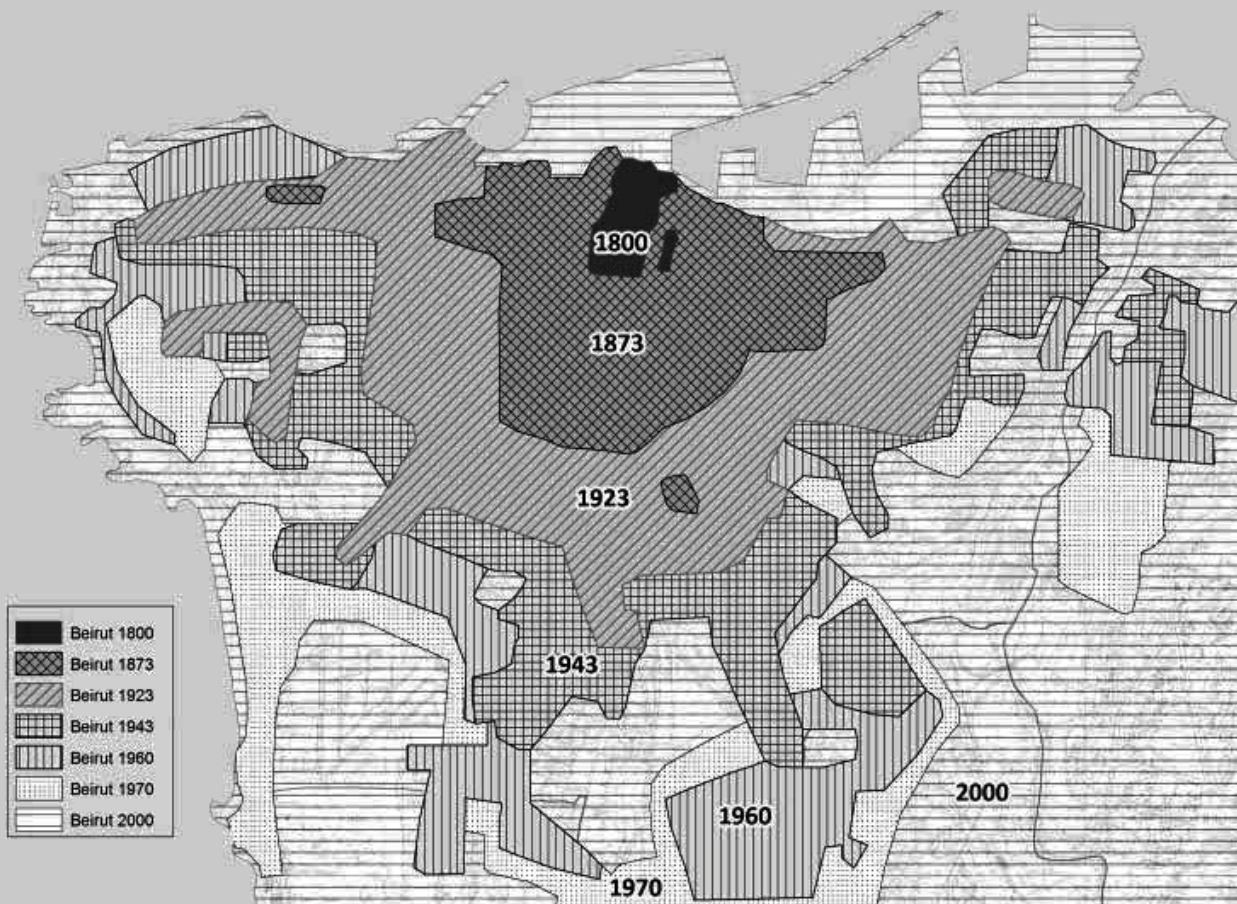 1800
1873
1923
1943
1960
2000
1970
Beirut 1800
Beirut 1873
Beirut 1923
Beirut 1943
Beirut 1960
Beirut 1970
Beirut 2000